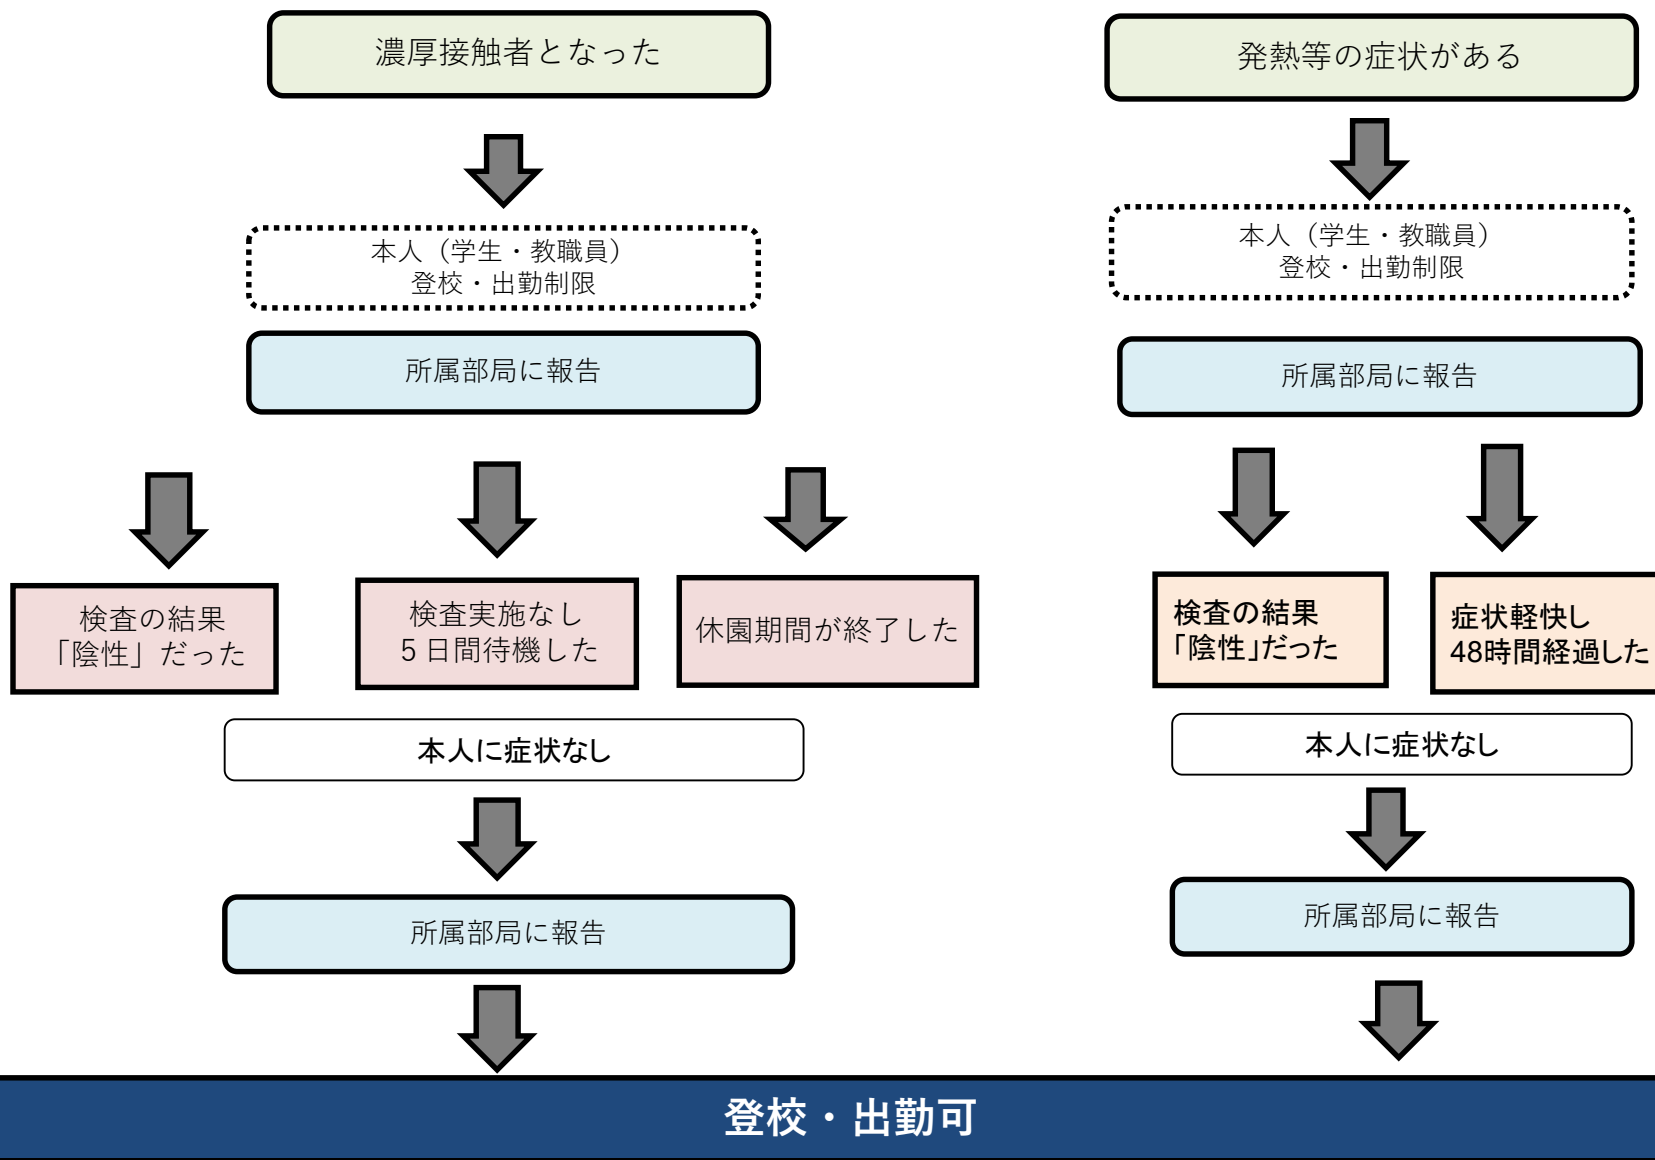 濃厚接触者となった
本人（学生・教職員）
登校・出勤制限
所属部局に報告
検査の結果
「陰性」だった
検査実施なし
5 日間待機した
休園期間が終了した
本人に症状なし
所属部局に報告
発熱等の症状がある
本人（学生・教職員）
登校・出勤制限
所属部局に報告
検査の結果
「陰性」だった
症状軽快し
48時間経過した
本人に症状なし
所属部局に報告
登校・出勤可